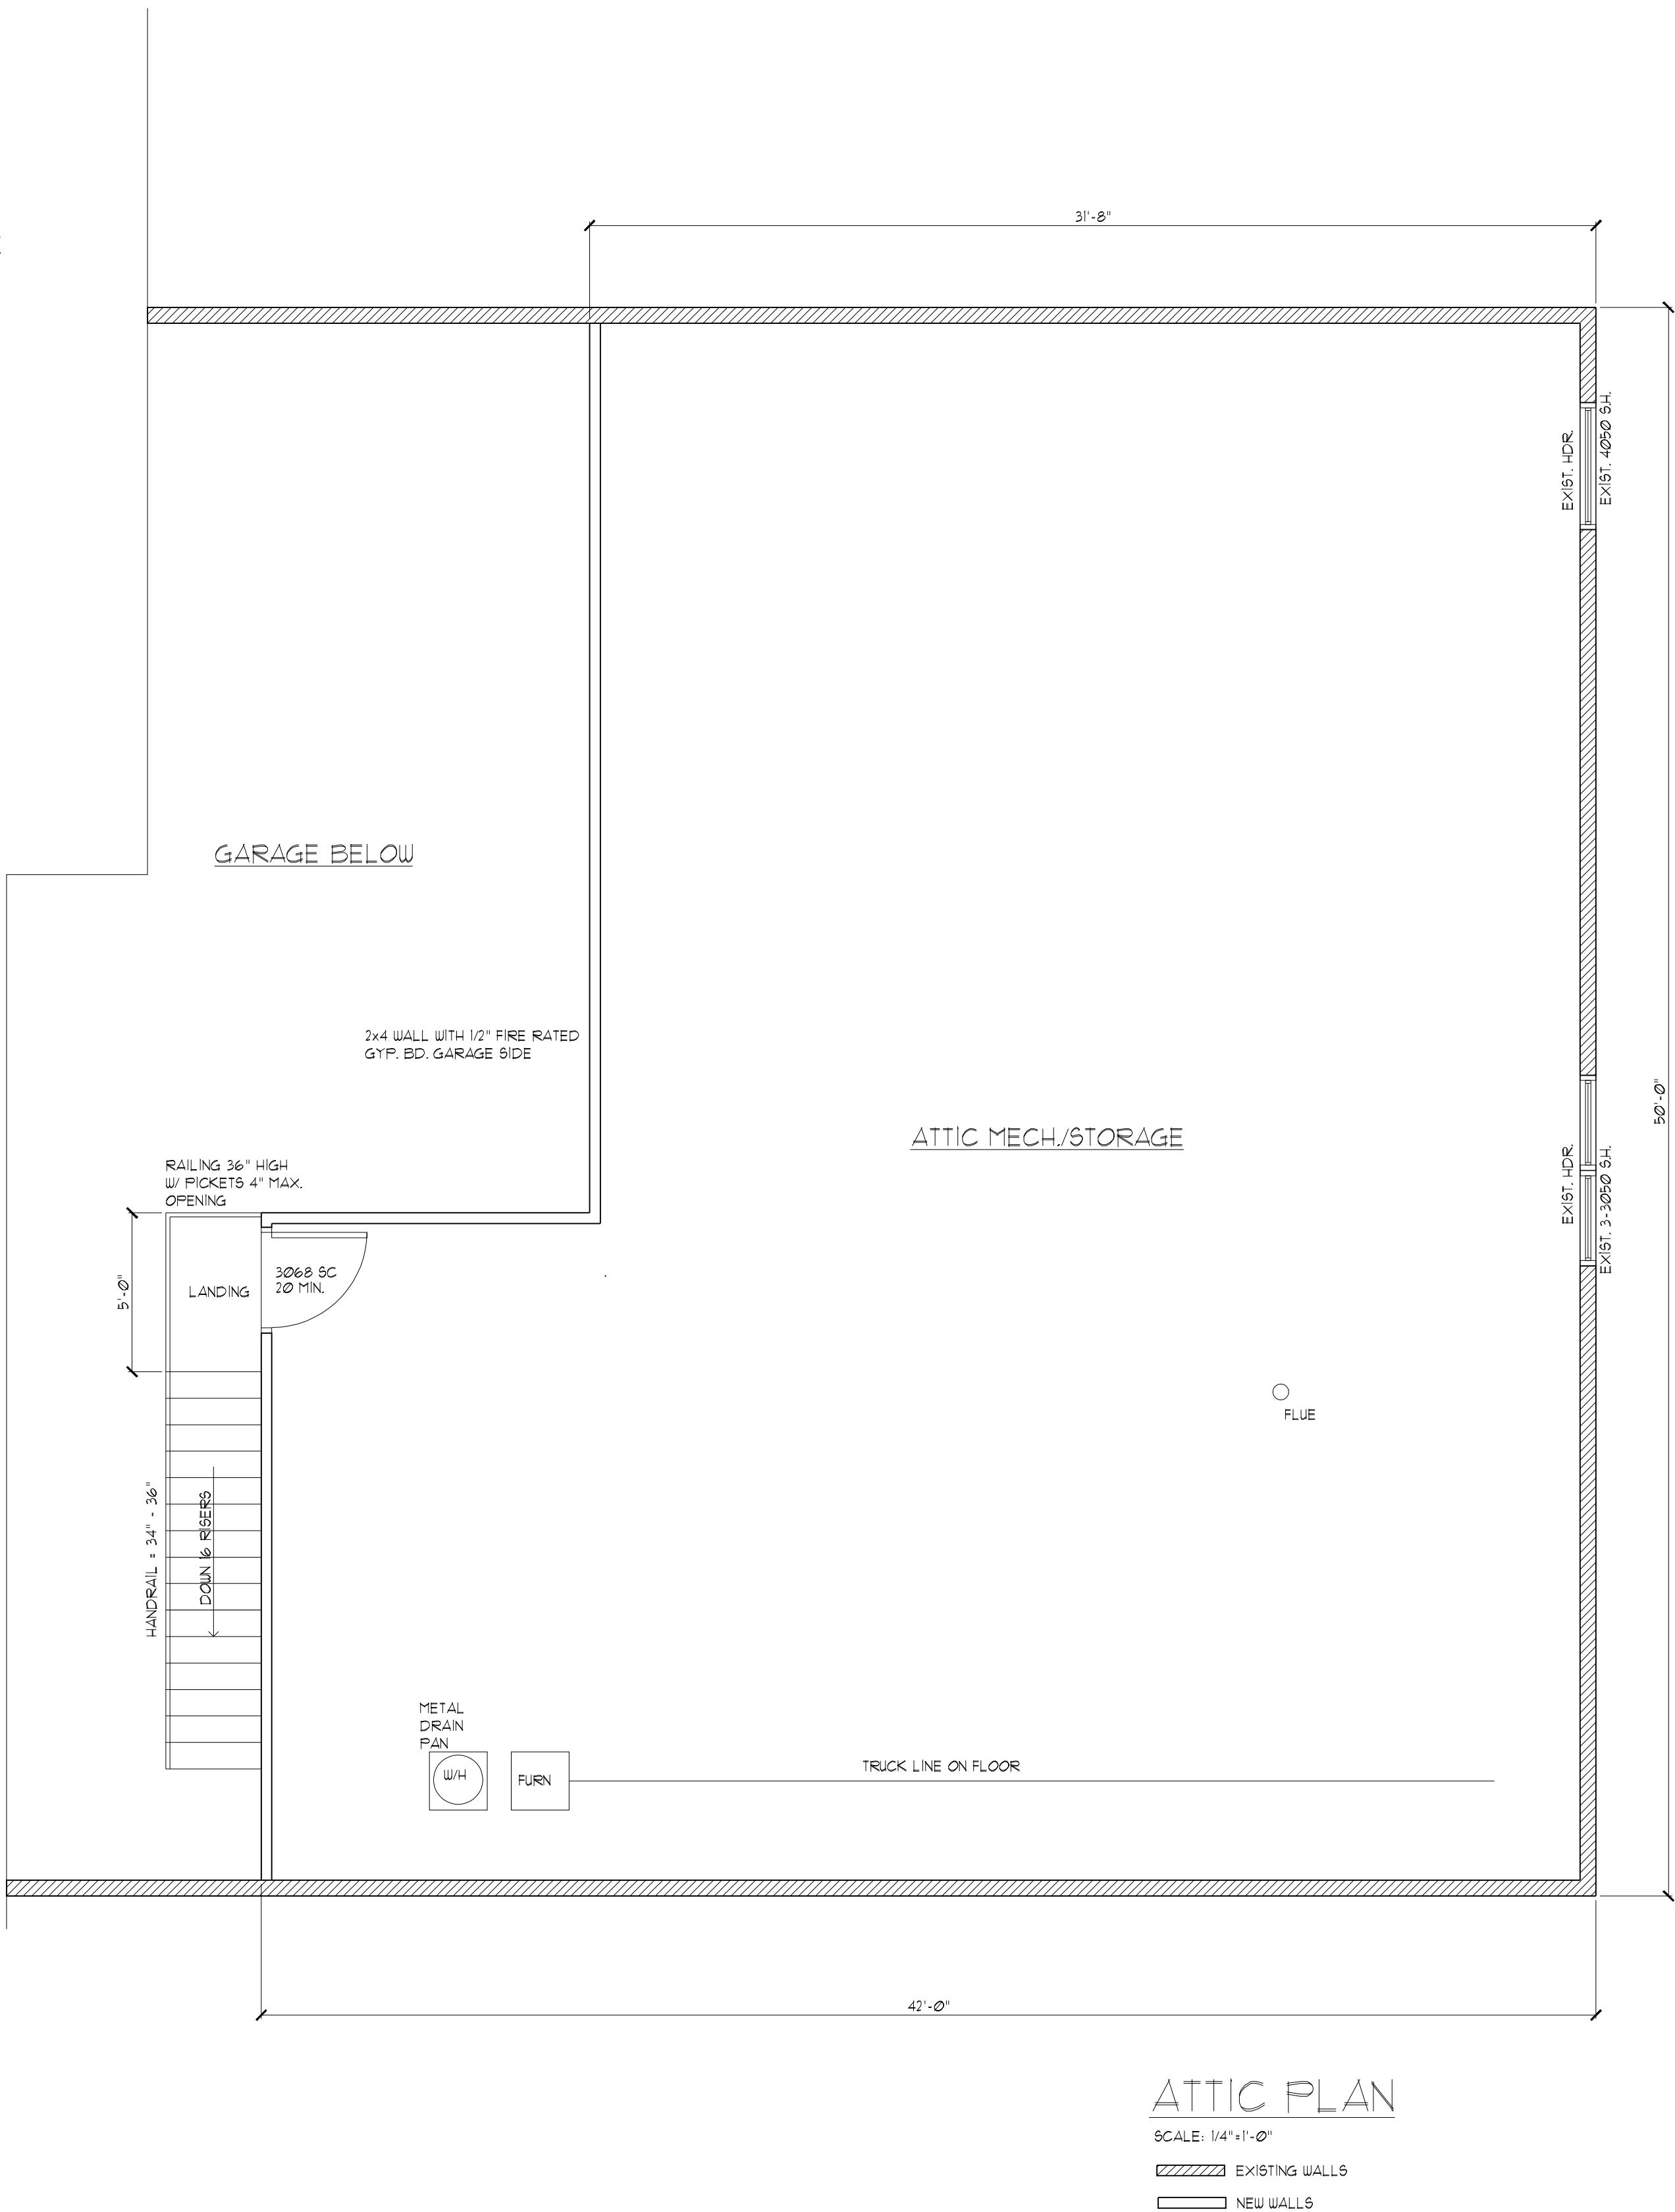 31'-8"
EXIST. HDR.
EXIST. 4050 S.H.
GARAGE BELOW
2x4 WALL WITH 1/2" FIRE RATED
GYP. BD. GARAGE SIDE
50'-0"
ATTIC MECH./STORAGE
RAILING 36" HIGH
W/ PICKETS 4" MAX.
OPENING
EXIST. HDR.
EXIST. 3-3050 S.H.
5'-0"
LANDING
3068 SC
20 MIN.
FLUE
HANDRAIL = 34" - 36"
DOWN 16 RISERS
METAL
DRAIN
PAN
W/H
FURN
TRUCK LINE ON FLOOR
42'-0"
ATTIC PLAN
SCALE: 1/4"=1'-0"
EXISTING WALLS
NEW WALLS